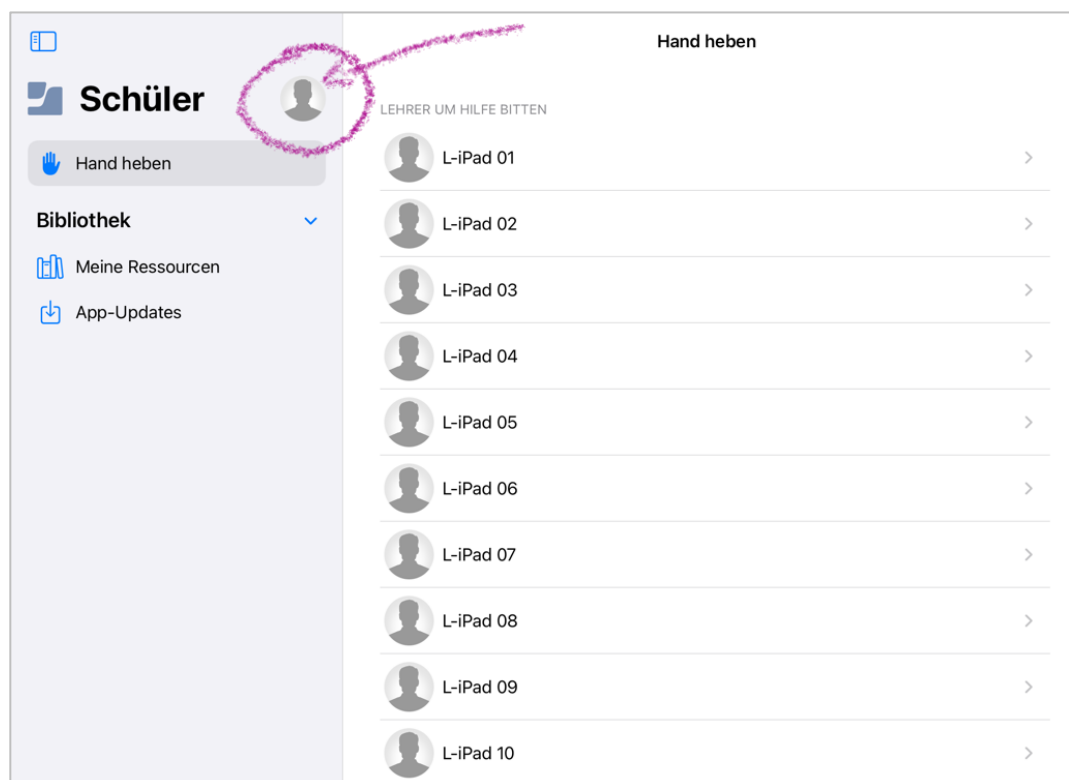 Schüler
Hand heben
Bibliothek
Meine Ressourcen
App-Updates
Hand heben
LEHRER UM HILFE BITTEN
L-iPad 01
L-iPad 02
L-iPad 03
L-iPad 04
L-iPad 05
L-iPad 06
L-iPad 07
L-iPad 08
L-iPad 09
L-iPad 10